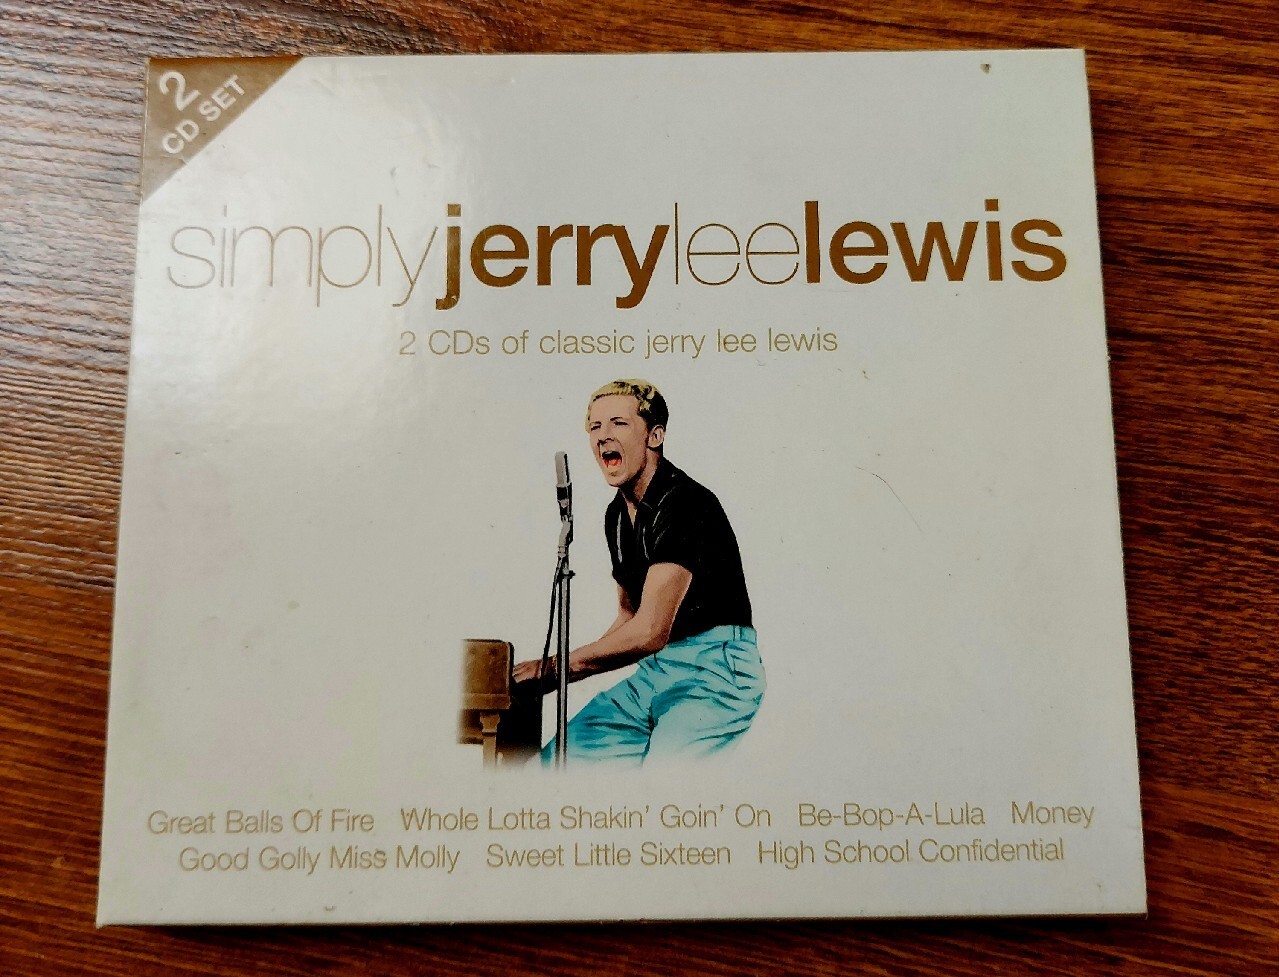 2
CD SET
simplyjerryleelewis
2 CDs of classic jerry lee lewis
Great Balls Of Fire Whole Lotta Shakin' Goin' On Be-Bop-A-Lula Money
Good Golly Miss Molly Sweet Little Sixteen High School Confidential